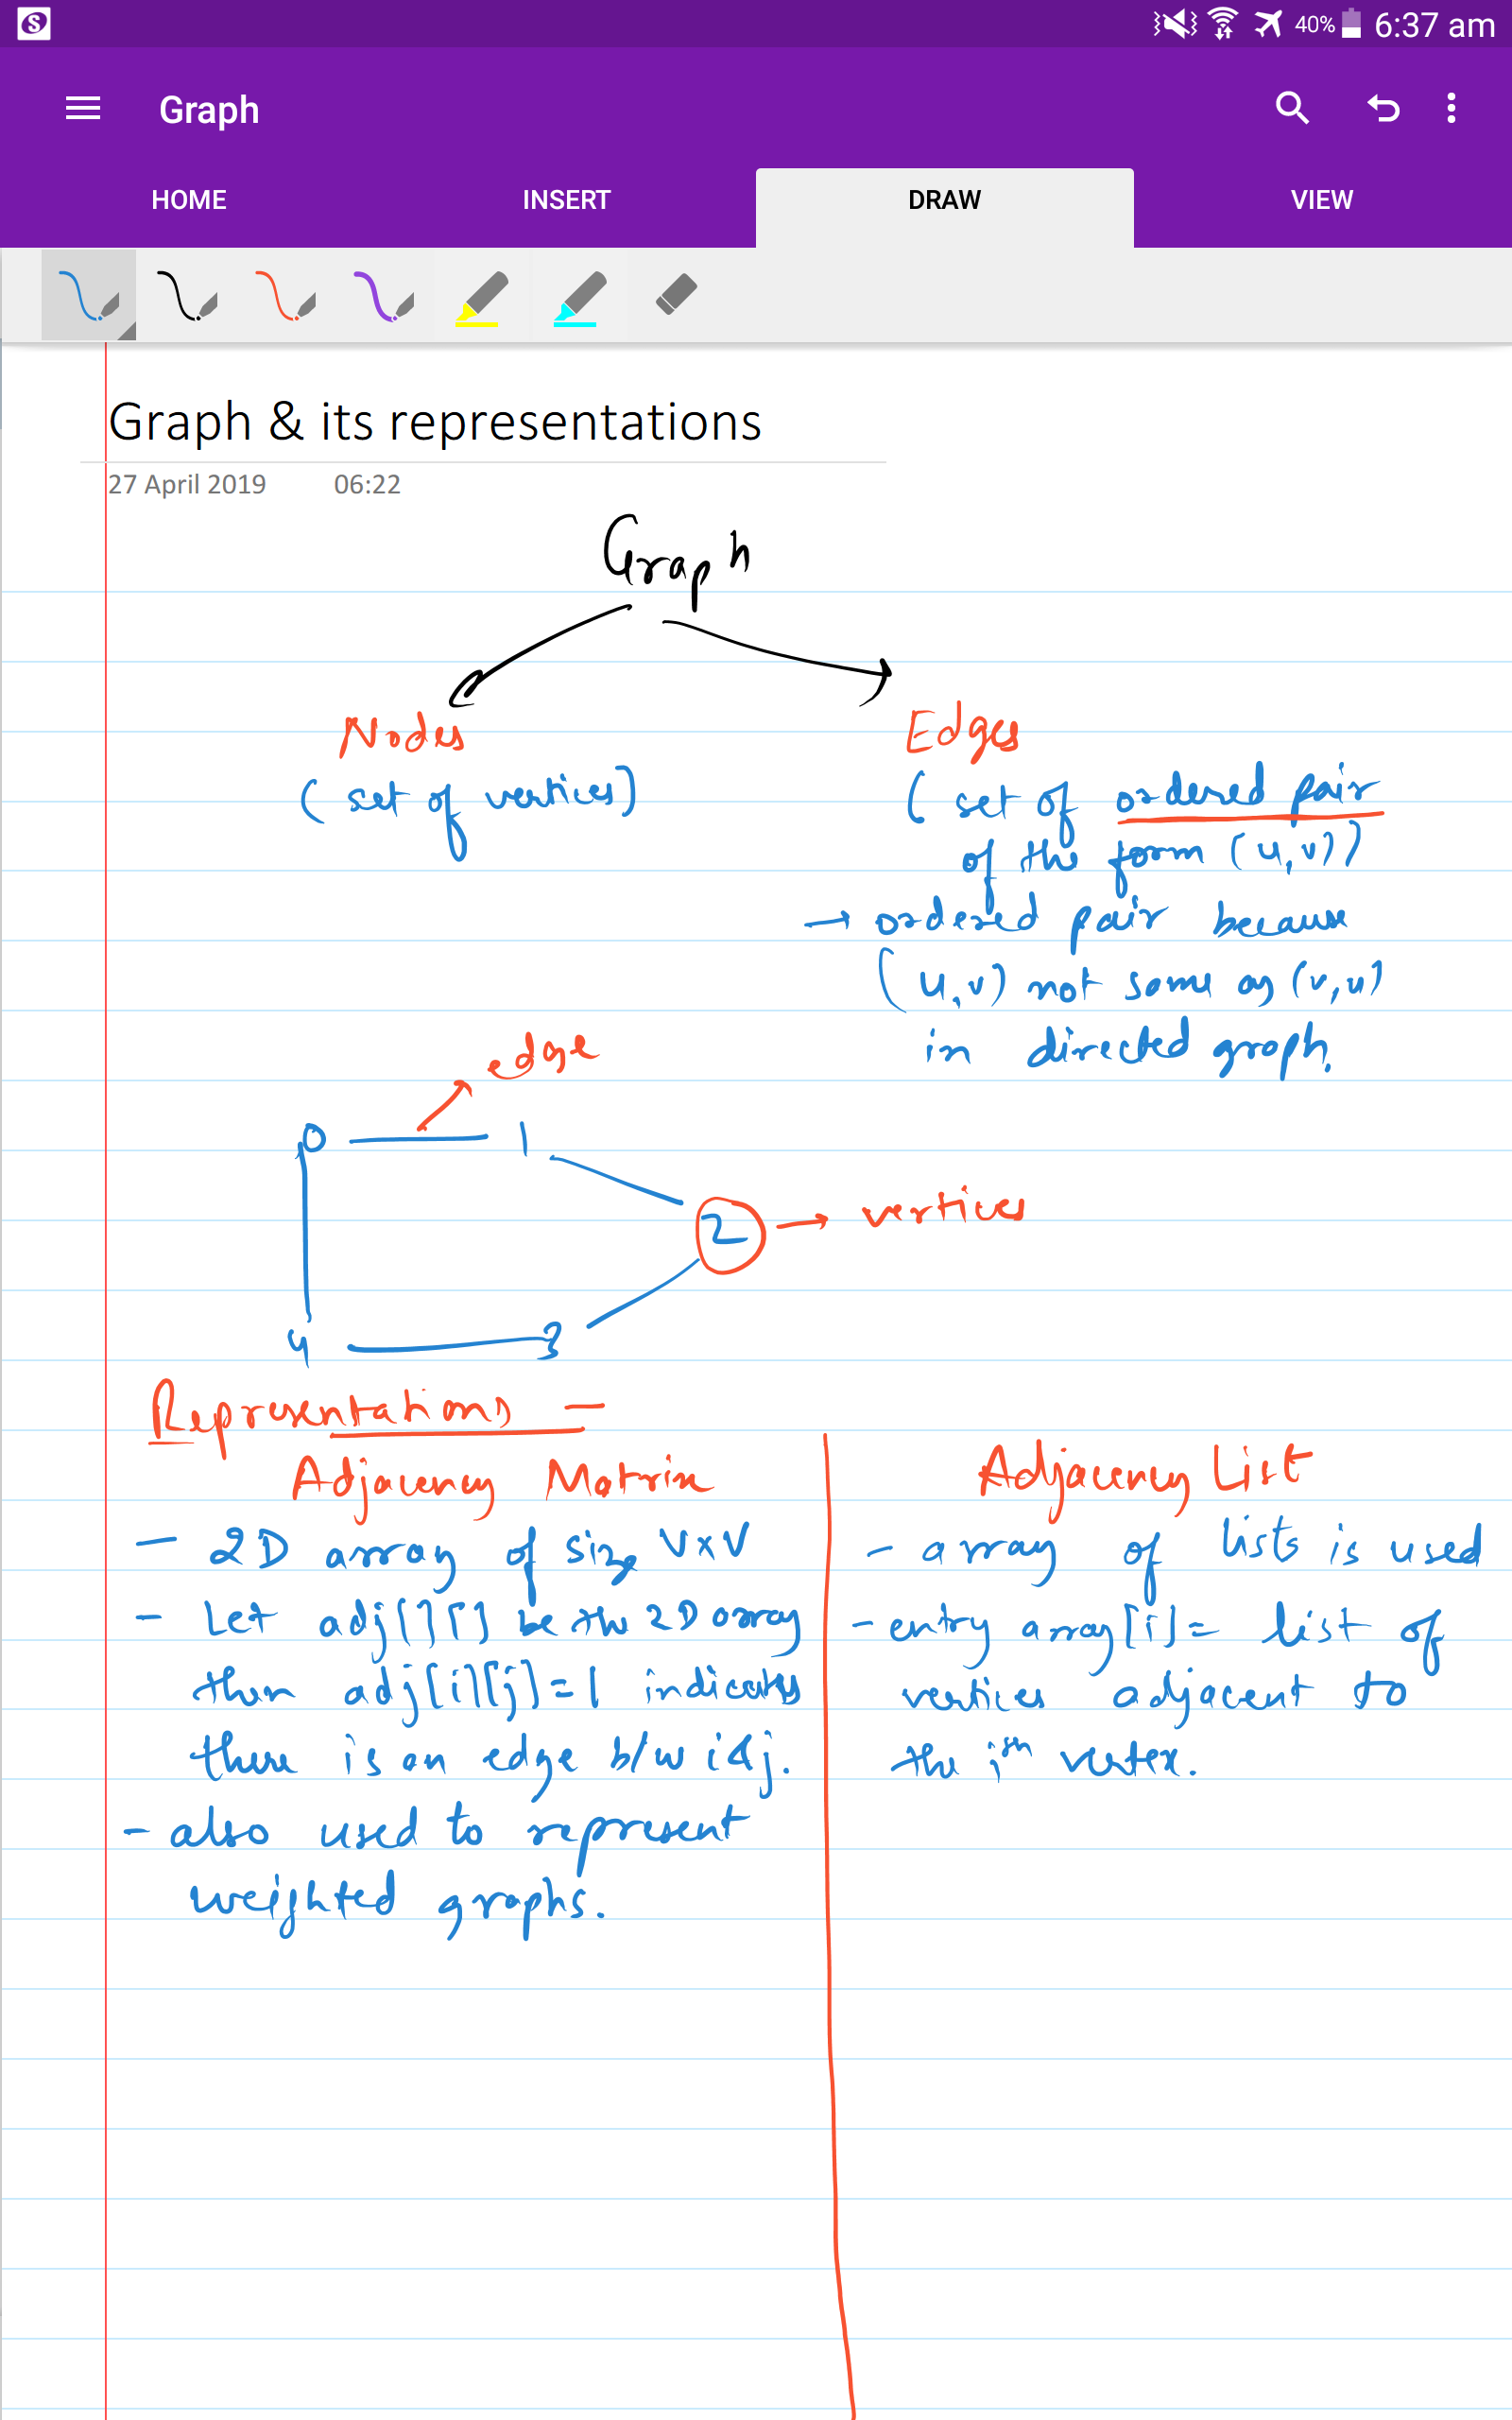 40% 6:37 am
Graph
HOME INSERT DRAW VIEW
Graph & its representations
27 April 2019 06:22
Graph
Nodes
(set of vertices)
Edges
(set of ordered pair
of the form (u,v))
→ ordered pair because
(u,v) not same as (v,u)
in directed graph.
edge
0 1
2 → vertices
4 3
Representations -
Adjacency Matrix
- 2D array of size V×V
- Let adj[][] be the 2D array
then adj[i][j]=1 indicates
there is an edge b/w i & j.
- also used to represent
weighted graphs.
Adjacency List
- array of lists is used
- entry array[i] = list of
vertices adjacent to
the ith vertex.